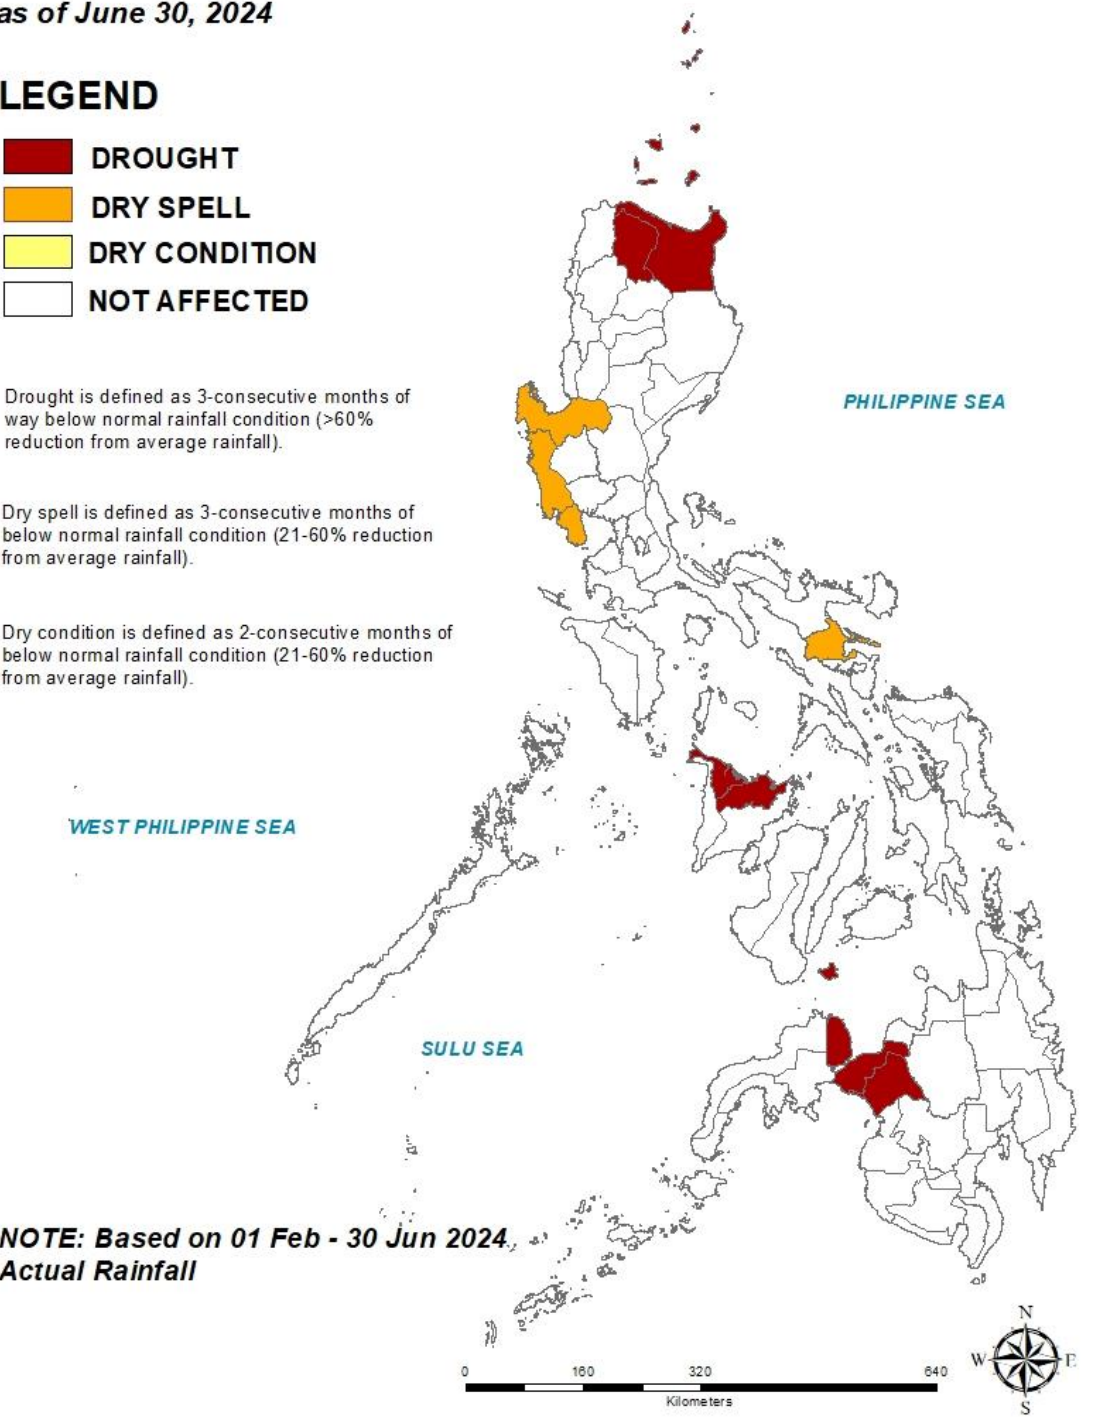 as of June 30, 2024
LEGEND
DROUGHT
DRY SPELL
DRY CONDITION
NOT AFFECTED
Drought is defined as 3-consecutive months of
way below normal rainfall condition (>60%
reduction from average rainfall).
PHILIPPINE SEA
Dry spell is defined as 3-consecutive months of
below normal rainfall condition (21-60% reduction
from average rainfall).
Dry condition is defined as 2-consecutive months of
below normal rainfall condition (21-60% reduction
from average rainfall).
WEST PHILIPPINE SEA
SULU SEA
NOTE: Based on 01 Feb - 30 Jun 2024
Actual Rainfall
N
W E
S
0 160 320 640
Kilometers